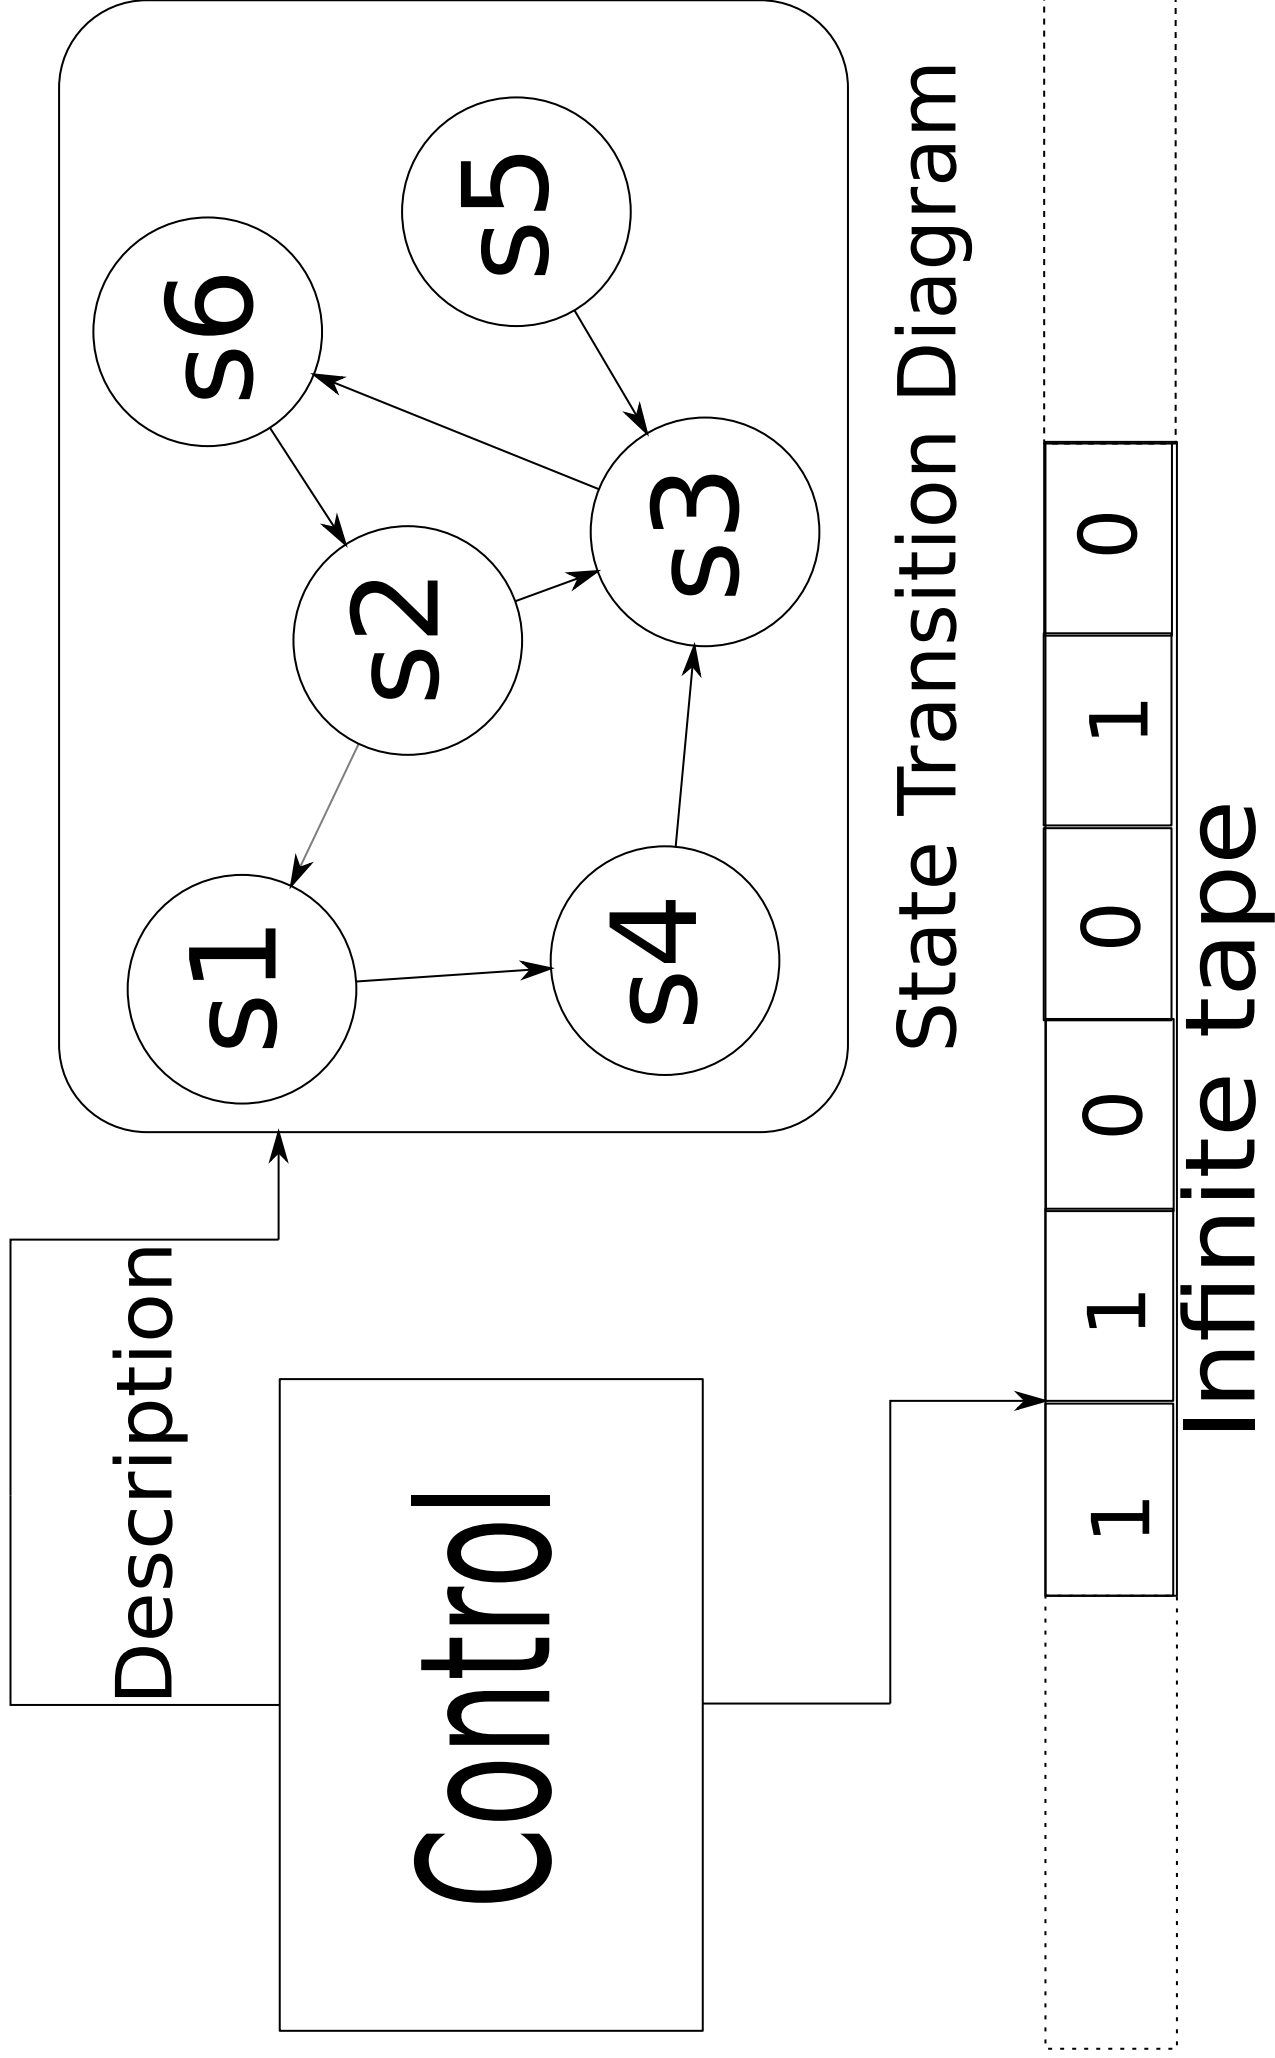 Description
Control
s1
s2
s6
s4
s3
s5
State Transition Diagram
1 1 0 0 1 0
Infinite tape